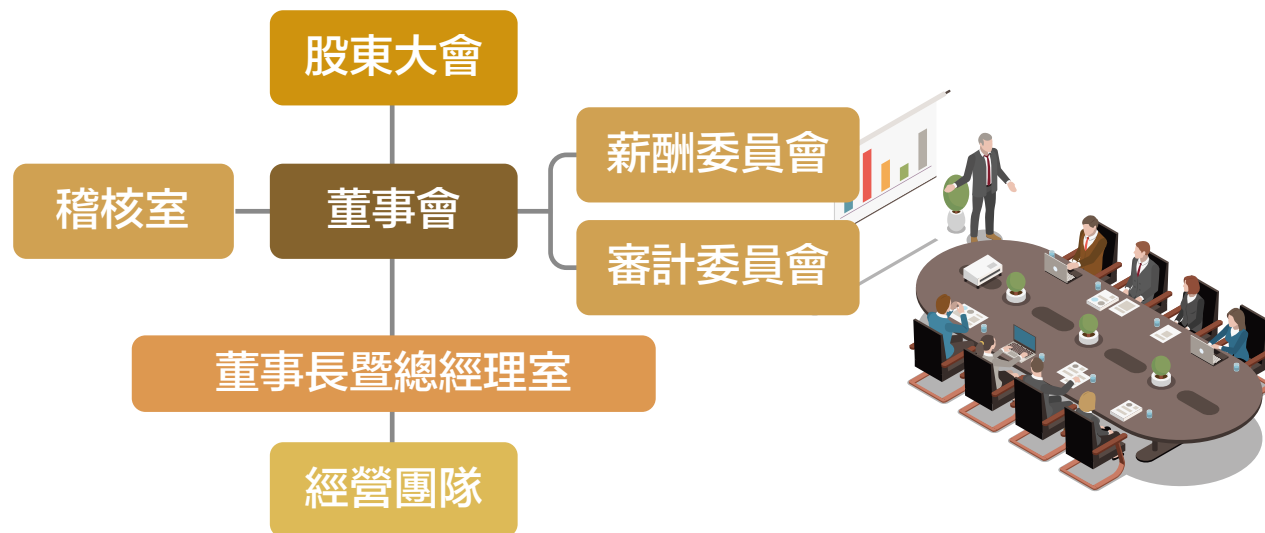 股東大會
薪酬委員會
稽核室
董事會
審計委員會
董事長暨總經理室
經營團隊